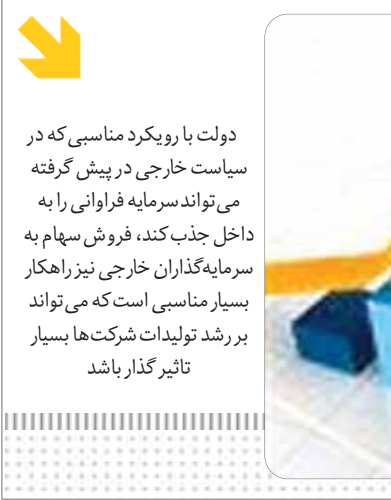 دولت با رویکرد مناسبی که در
سیاست خارجی در پیش گرفته
می‌تواند سرمایه فراوانی را به
داخل جذب کند، فروش سهام به
سرمایه‌گذاران خارجی نیز راهکار
بسیار مناسبی است که می‌تواند
بر رشد تولیدات شرکت‌ها بسیار
تاثیر گذار باشد